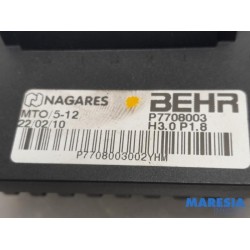 NAGARES BEHR
MTO/5-12 P7708003
22/02/10 H3.0 P1.8
P7708003002YHM
MARESIA